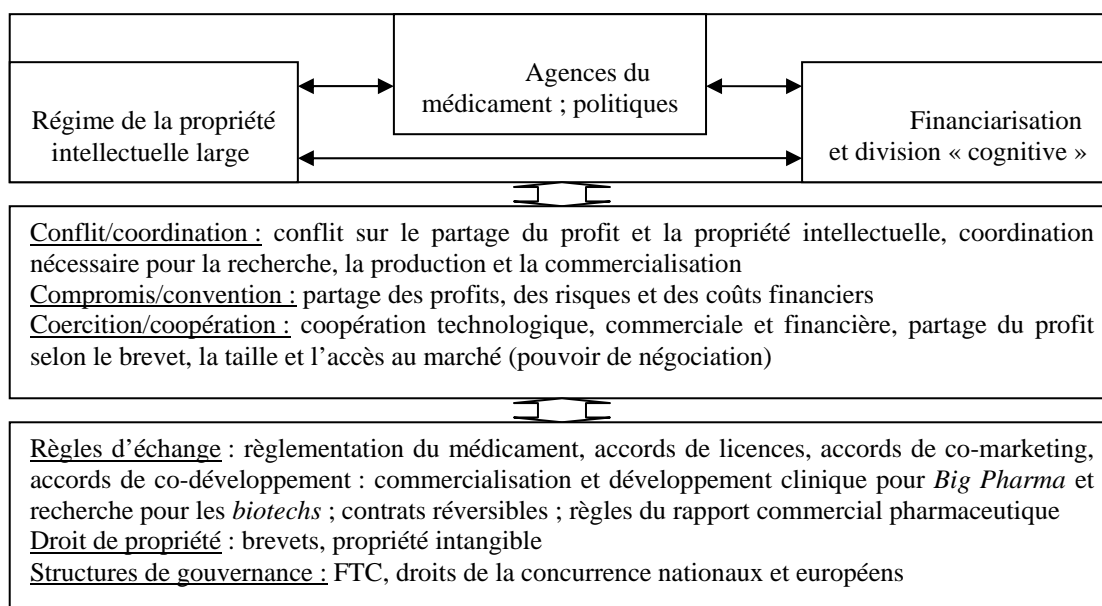 Agences du
médicament ; politiques
Régime de la propriété
intellectuelle large
Financiarisation
et division « cognitive »
Conflit/coordination : conflit sur le partage du profit et la propriété intellectuelle, coordination
nécessaire pour la recherche, la production et la commercialisation
Compromis/convention : partage des profits, des risques et des coûts financiers
Coercition/coopération : coopération technologique, commerciale et financière, partage du profit
selon le brevet, la taille et l’accès au marché (pouvoir de négociation)
Règles d’échange : règlementation du médicament, accords de licences, accords de co-marketing,
accords de co-développement : commercialisation et développement clinique pour Big Pharma et
recherche pour les biotechs ; contrats réversibles ; règles du rapport commercial pharmaceutique
Droit de propriété : brevets, propriété intangible
Structures de gouvernance : FTC, droits de la concurrence nationaux et européens